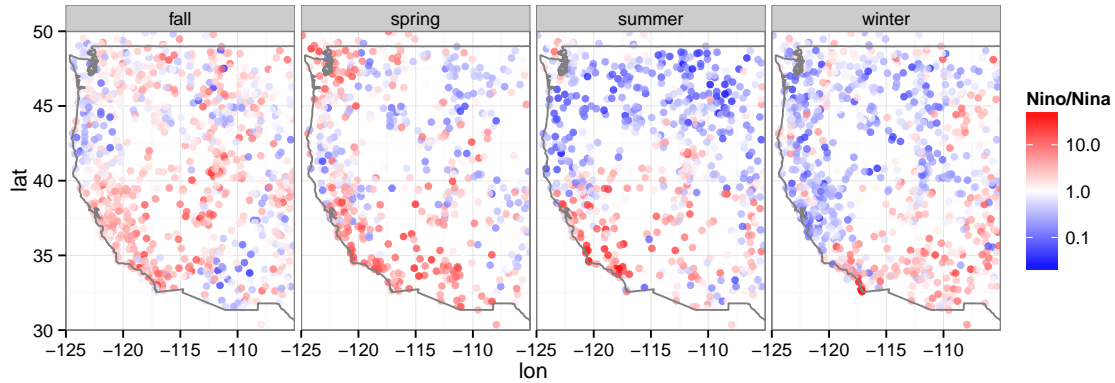 fall spring summer winter
50
45
40
35
30
lat
−125 −120 −115 −110 −125 −120 −115 −110 −125 −120 −115 −110 −125 −120 −115 −110
lon
Nino/Nina
10.0
1.0
0.1